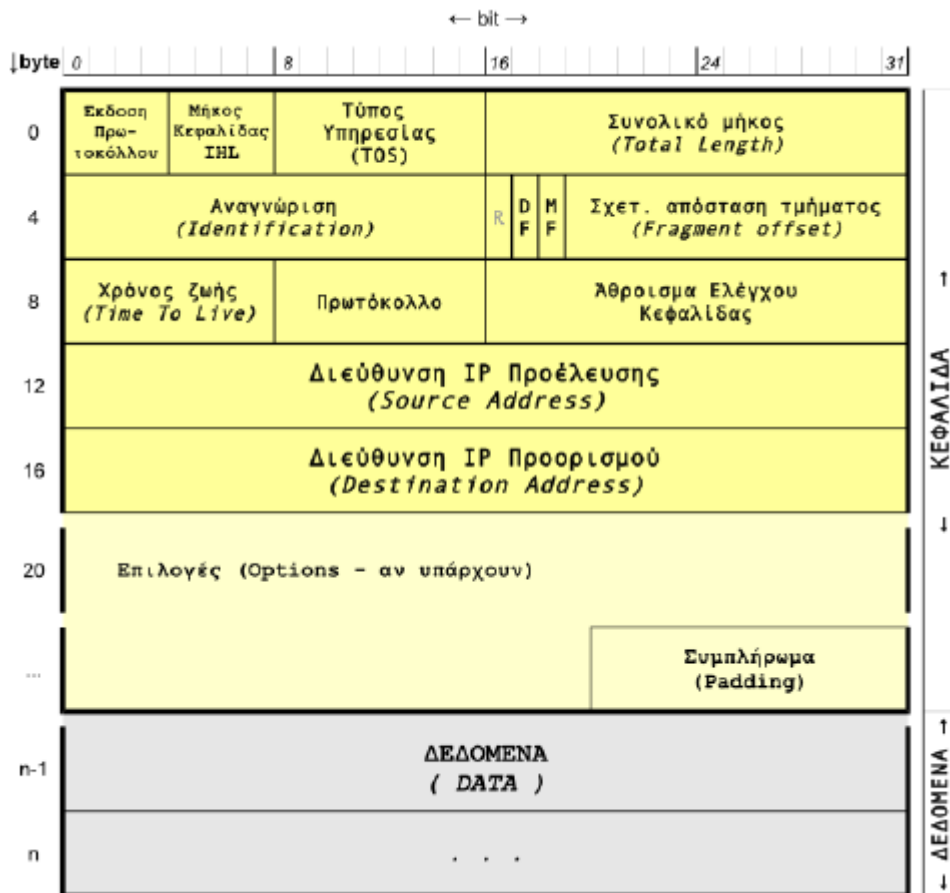 ← bit →
↓byte 0 8 16 24 31
0
Έκδοση Πρω- τοκόλλου
Μήκος Κεφαλίδας IHL
Τύπος Υπηρεσίας (TOS)
Συνολικό μήκος (Total Length)
4
Αναγνώριση (Identification)
R
DF
MF
Σχετ. απόσταση τμήματος (Fragment offset)
8
Χρόνος ζωής (Time To Live)
Πρωτόκολλο
Άθροισμα Ελέγχου Κεφαλίδας
12
Διεύθυνση IP Προέλευσης
(Source Address)
16
Διεύθυνση IP Προορισμού
(Destination Address)
20
Επιλογές (Options - αν υπάρχουν)
...
Συμπλήρωμα
(Padding)
← ΚΕΦΑΛΙΔΑ →
n-1
ΔΕΔΟΜΕΝΑ
( DATA )
n
. . .
← ΔΕΔΟΜΕΝΑ →